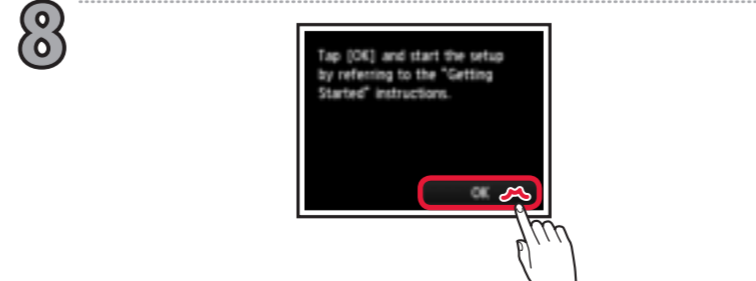 8
Tap [OK] and start the setup
by referring to the "Getting
Started" instructions.
OK